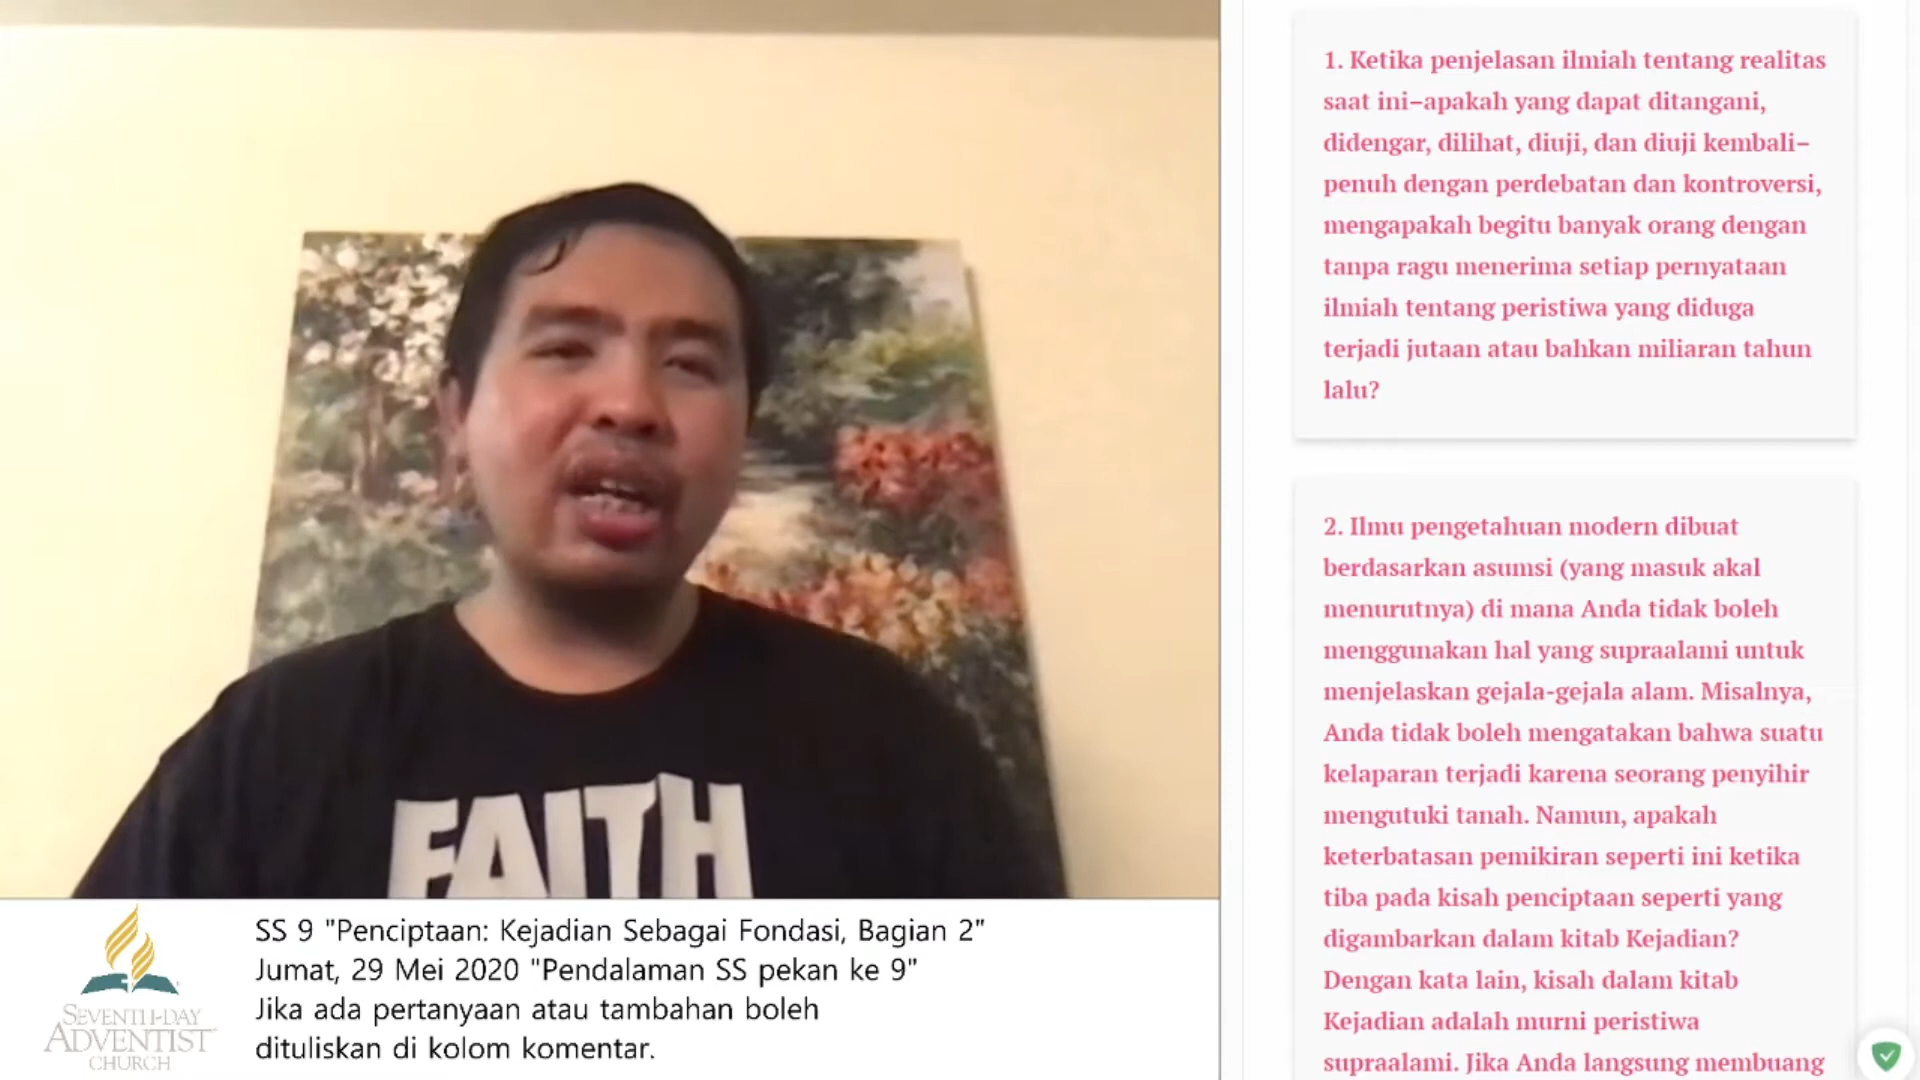 FAITH
SS 9 "Penciptaan: Kejadian Sebagai Fondasi, Bagian 2"
Jumat, 29 Mei 2020 "Pendalaman SS pekan ke 9"
Jika ada pertanyaan atau tambahan boleh
dituliskan di kolom komentar.
SEVENTH-DAY
ADVENTIST
CHURCH
1. Ketika penjelasan ilmiah tentang realitas
saat ini–apakah yang dapat ditangani,
didengar, dilihat, diuji, dan diuji kembali–
penuh dengan perdebatan dan kontroversi,
mengapakah begitu banyak orang dengan
tanpa ragu menerima setiap pernyataan
ilmiah tentang peristiwa yang diduga
terjadi jutaan atau bahkan miliaran tahun
lalu?
2. Ilmu pengetahuan modern dibuat
berdasarkan asumsi (yang masuk akal
menurutnya) di mana Anda tidak boleh
menggunakan hal yang supraalami untuk
menjelaskan gejala-gejala alam. Misalnya,
Anda tidak boleh mengatakan bahwa suatu
kelaparan terjadi karena seorang penyihir
mengutuki tanah. Namun, apakah
keterbatasan pemikiran seperti ini ketika
tiba pada kisah penciptaan seperti yang
digambarkan dalam kitab Kejadian?
Dengan kata lain, kisah dalam kitab
Kejadian adalah murni peristiwa
supraalami. Jika Anda langsung membuang